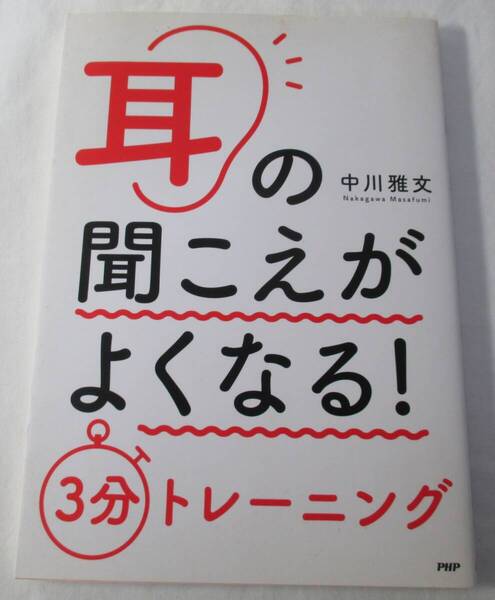 耳の
中川雅文
Nakagawa Masafumi
聞こえが
よくなる!
3分トレーニング
PHP